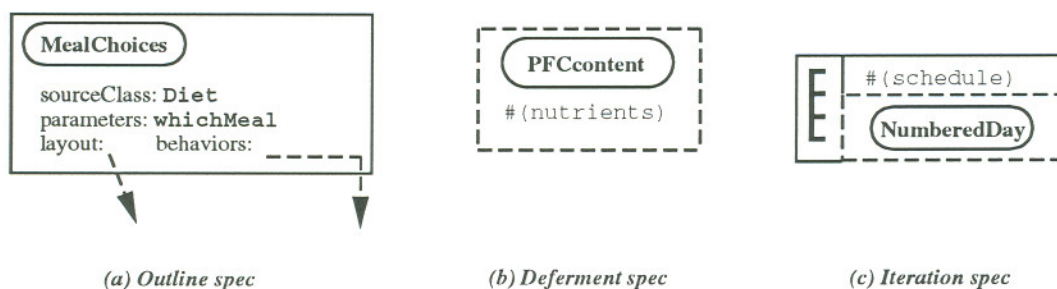 MealChoices
sourceClass: Diet
parameters: whichMeal
layout: behaviors:
(a) Outline spec
PFCcontent
#(nutrients)
(b) Deferment spec
#(schedule)
NumberedDay
(c) Iteration spec